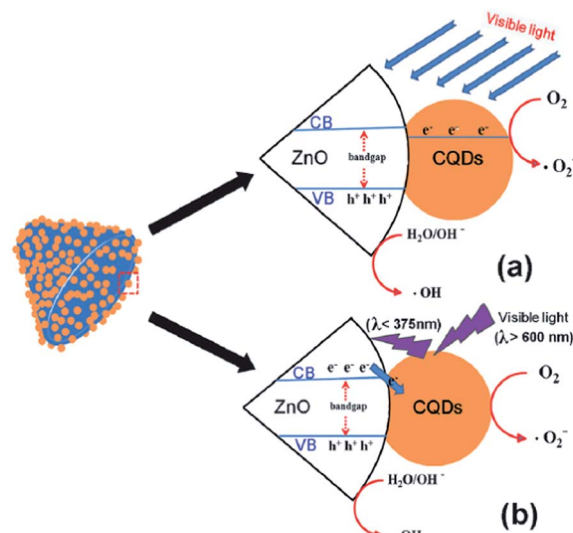 Visible light
CB
ZnO
bandgap
VB
h⁺ h⁺ h⁺
e⁻ e⁻ e⁻
CQDs
O₂
· O₂⁻
H₂O/OH⁻
· OH
(a)
(λ< 375nm)
Visible light
(λ> 600 nm)
CB
e⁻ e⁻ e⁻
e⁻
ZnO
bandgap
VB
h⁺ h⁺ h⁺
CQDs
O₂
· O₂⁻
H₂O/OH⁻
(b)